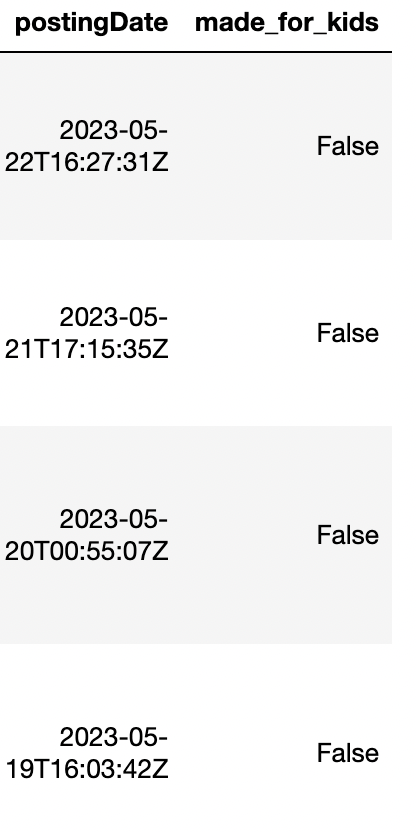 postingDate made_for_kids
2023-05-
22T16:27:31Z False
2023-05-
21T17:15:35Z False
2023-05-
20T00:55:07Z False
2023-05-
19T16:03:42Z False